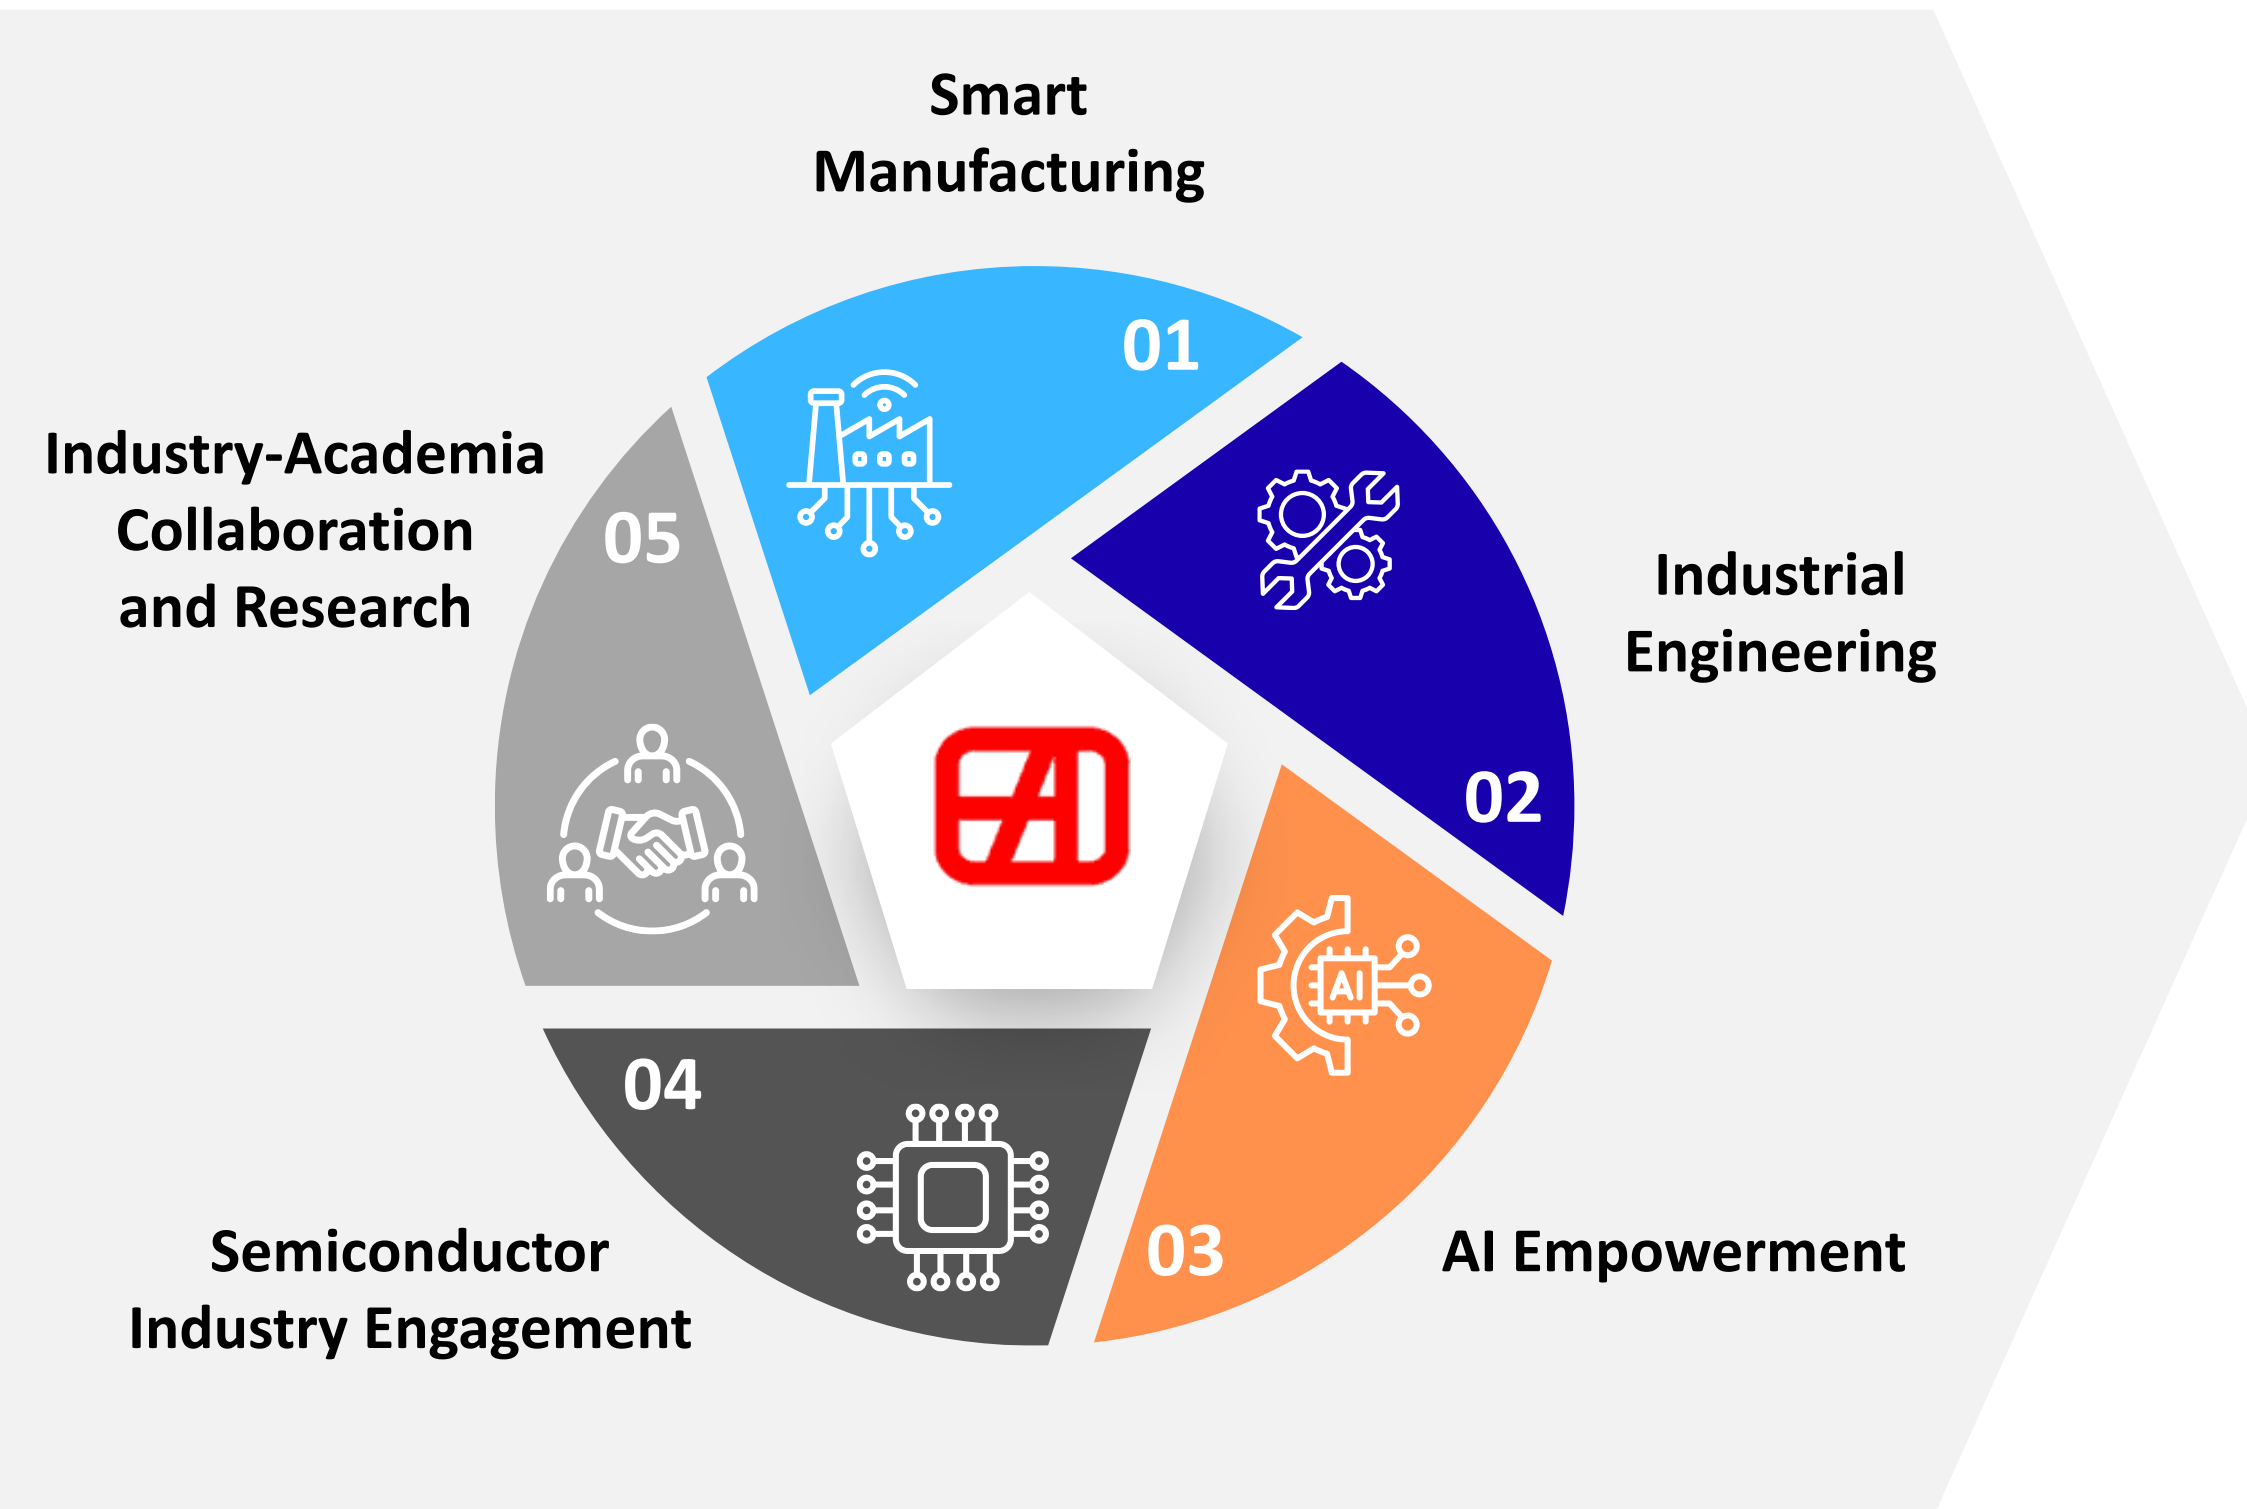 Smart
Manufacturing
01
Industrial
Engineering
02
AI
AI Empowerment
03
Semiconductor
Industry Engagement
04
Industry-Academia
Collaboration
and Research
05